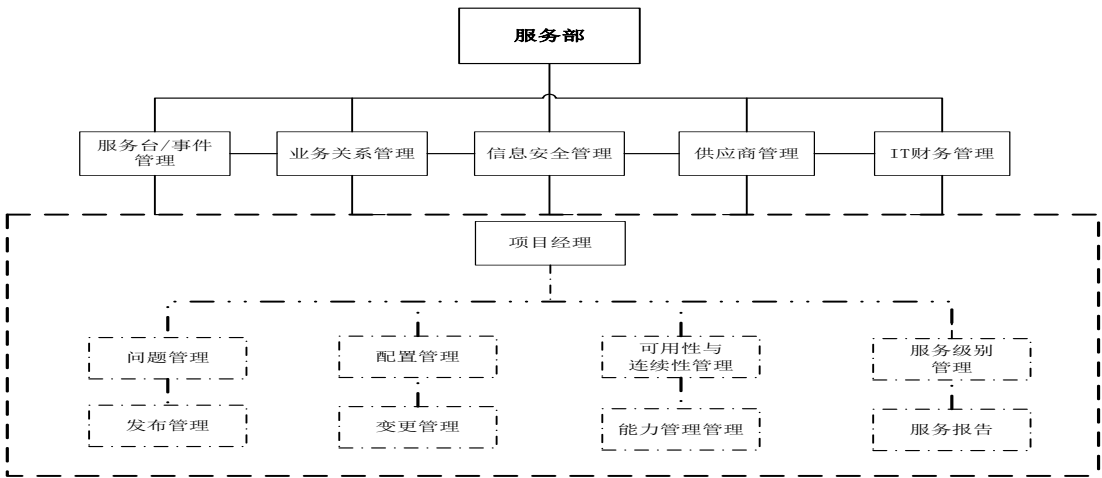 服务部
服务台/事件
管理
业务关系管理
信息安全管理
供应商管理
IT财务管理
项目经理
问题管理
配置管理
可用性与
连续性管理
服务级别
管理
发布管理
变更管理
能力管理管理
服务报告